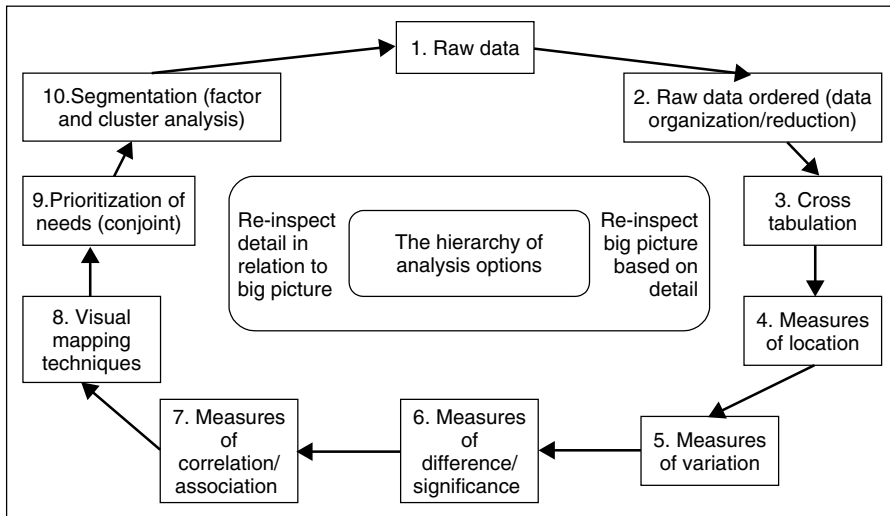 1. Raw data
2. Raw data ordered (data
organization/reduction)
3. Cross
tabulation
4. Measures
of location
5. Measures
of variation
6. Measures
of
difference/
significance
7. Measures
of
correlation/
association
8. Visual
mapping
techniques
9.Prioritization of
needs (conjoint)
10.Segmentation (factor
and cluster analysis)
Re-inspect
detail in
relation to
big picture
The hierarchy of
analysis options
Re-inspect
big picture
based on
detail